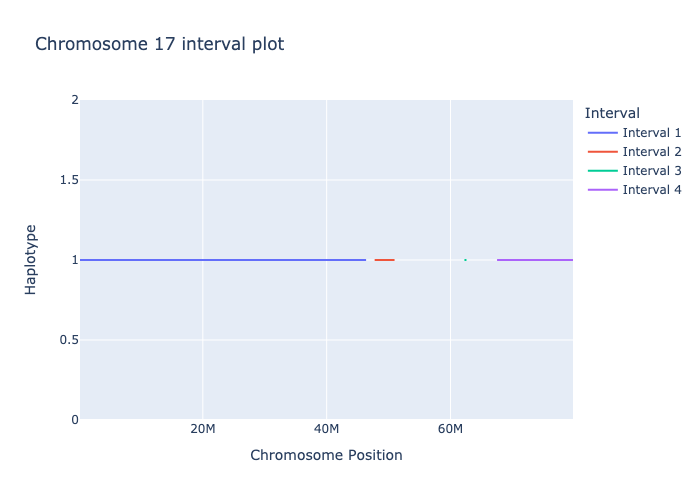 Chromosome 17 interval plot
Interval
Interval 1
Interval 2
Interval 3
Interval 4
2
1.5
1
0.5
0
Haplotype
20M
40M
60M
Chromosome Position